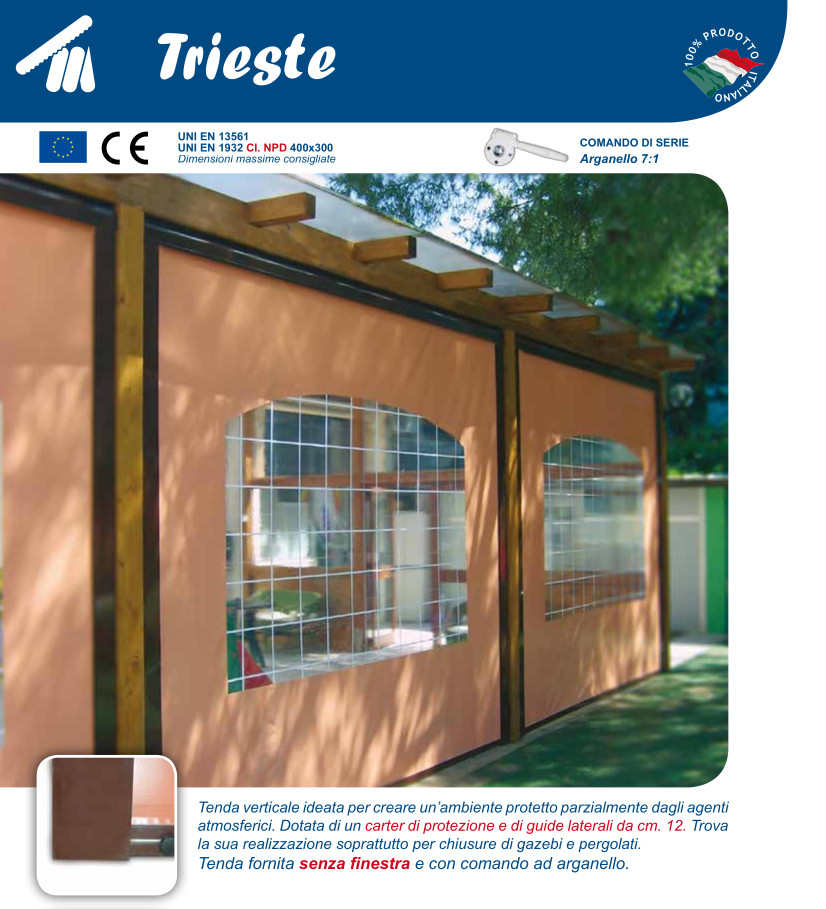 Trieste
100% PRODOTTO ITALIANO
CE
UNI EN 13561
UNI EN 1932 Cl. NPD 400x300
Dimensioni massime consigliate
COMANDO DI SERIE
Arganello 7:1
Tenda verticale ideata per creare un'ambiente protetto parzialmente dagli agenti
atmosferici. Dotata di un carter di protezione e di guide laterali da cm. 12. Trova
la sua realizzazione soprattutto per chiusure di gazebi e pergolati.
Tenda fornita senza finestra e con comando ad arganello.